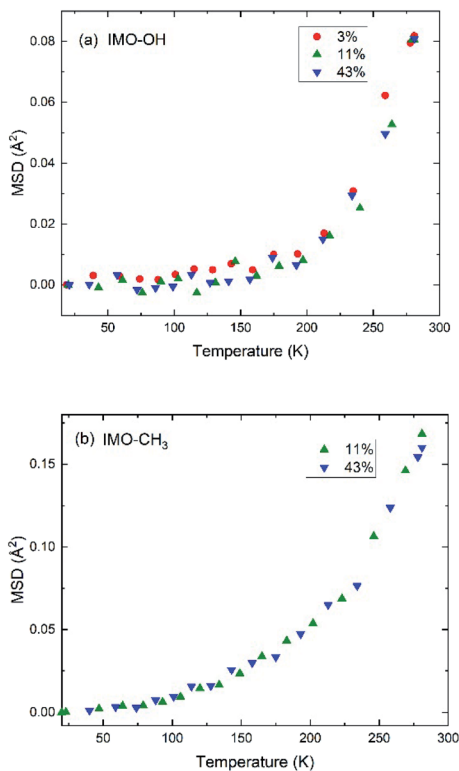 (a) IMO-OH
3%
11%
43%
0.08
0.06
0.04
0.02
0.00
MSD (Å²)
50 100 150 200 250 300
Temperature (K)
(b) IMO-CH₃
11%
43%
0.15
0.10
0.05
0.00
MSD (Å²)
50 100 150 200 250 300
Temperature (K)